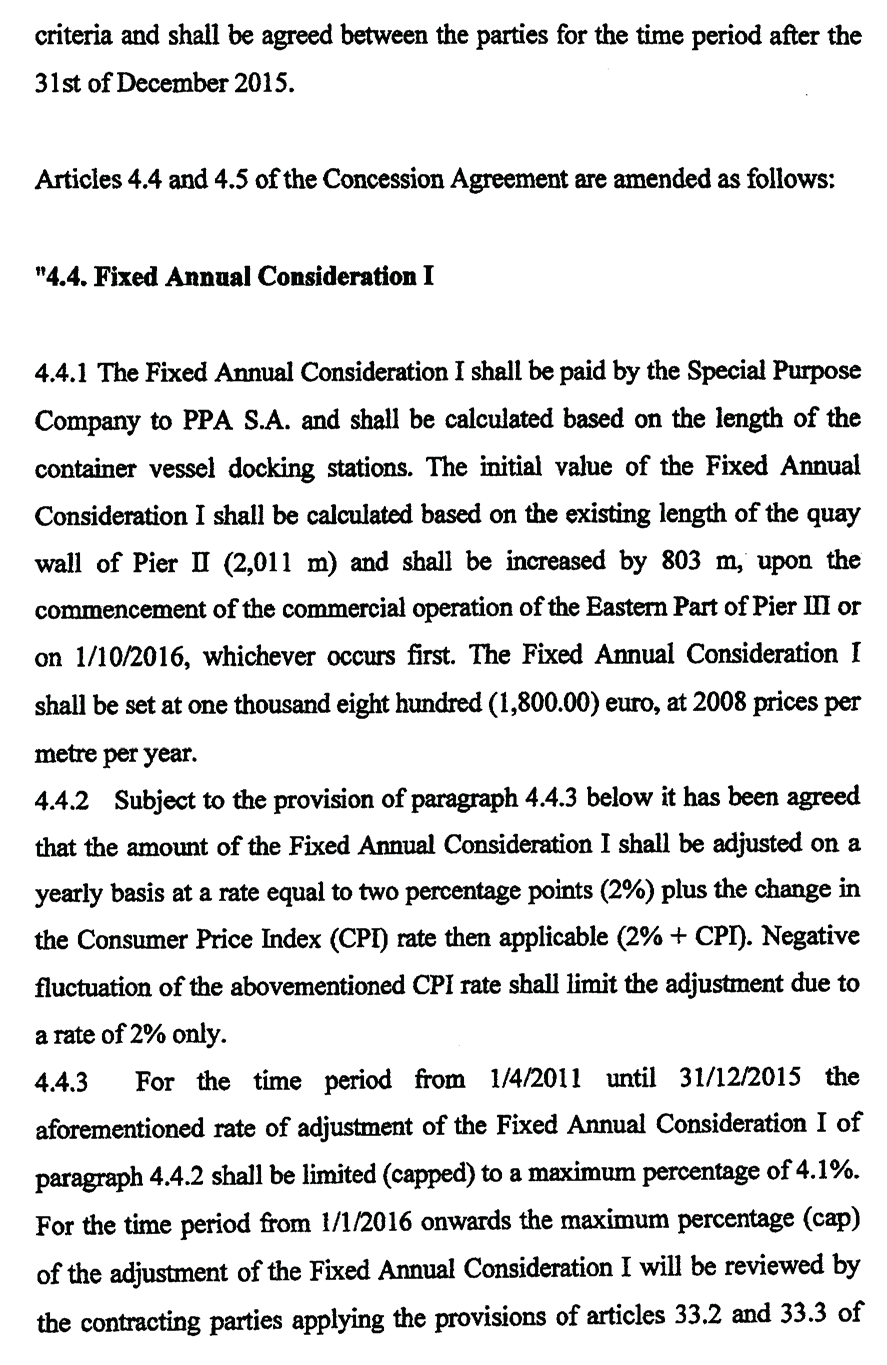 criteria and shall be agreed between the parties for the time period after the
31st of December 2015.
Articles 4.4 and 4.5 of the Concession Agreement are amended as follows:
"4.4. Fixed Annual Consideration I
4.4.1 The Fixed Annual Consideration I shall be paid by the Special Purpose
Company to PPA S.A. and shall be calculated based on the length of the
container vessel docking stations. The initial value of the Fixed Annual
Consideration I shall be calculated based on the existing length of the quay
wall of Pier II (2,011 m) and shall be increased by 803 m, upon the
commencement of the commercial operation of the Eastern Part of Pier III or
on 1/10/2016, whichever occurs first. The Fixed Annual Consideration I
shall be set at one thousand eight hundred (1,800.00) euro, at 2008 prices per
metre per year.
4.4.2 Subject to the provision of paragraph 4.4.3 below it has been agreed
that the amount of the Fixed Annual Consideration I shall be adjusted on a
yearly basis at a rate equal to two percentage points (2%) plus the change in
the Consumer Price Index (CPI) rate then applicable (2% + CPI). Negative
fluctuation of the abovementioned CPI rate shall limit the adjustment due to
a rate of 2% only.
4.4.3 For the time period from 1/4/2011 until 31/12/2015 the
aforementioned rate of adjustment of the Fixed Annual Consideration I of
paragraph 4.4.2 shall be limited (capped) to a maximum percentage of 4.1%.
For the time period from 1/1/2016 onwards the maximum percentage (cap)
of the adjustment of the Fixed Annual Consideration I will be reviewed by
the contracting parties applying the provisions of articles 33.2 and 33.3 of